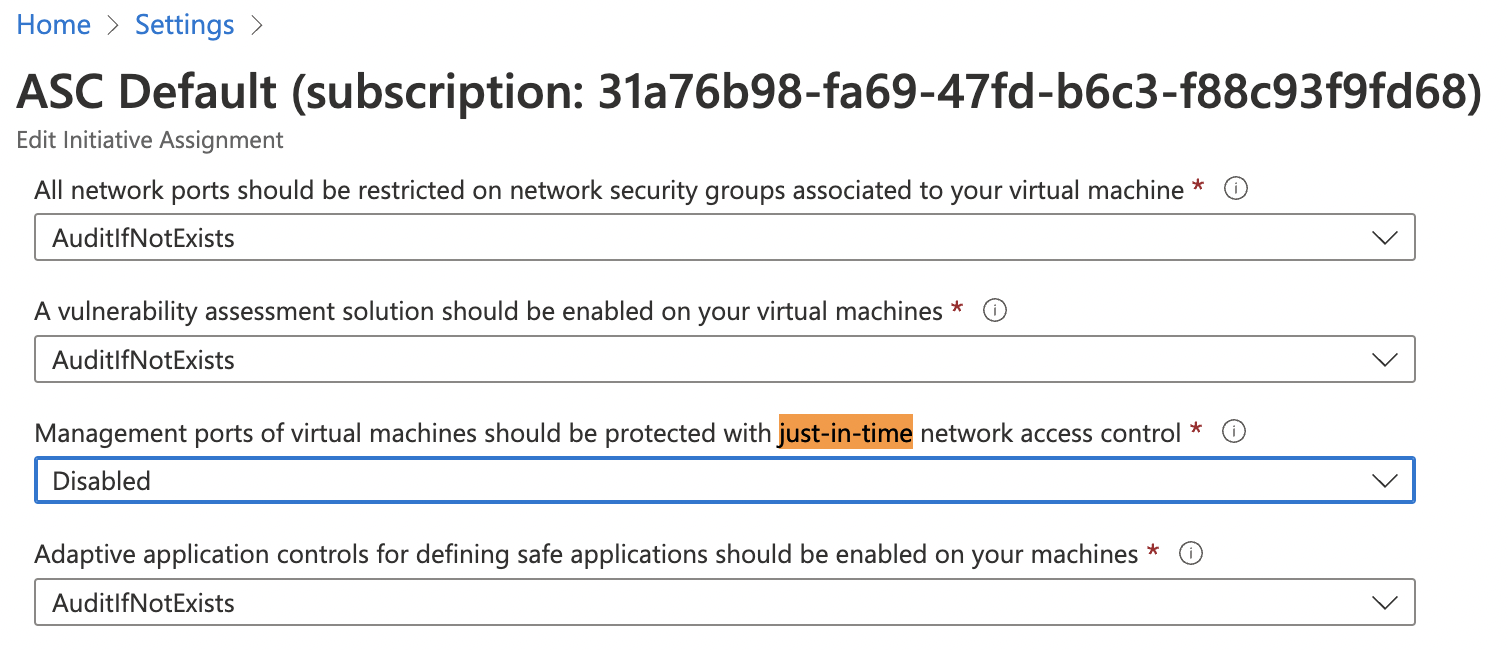 Home > Settings >
ASC Default (subscription: 31a76b98-fa69-47fd-b6c3-f88c93f9fd68)
Edit Initiative Assignment
All network ports should be restricted on network security groups associated to your virtual machine *
AuditIfNotExists
A vulnerability assessment solution should be enabled on your virtual machines *
AuditIfNotExists
Management ports of virtual machines should be protected with just-in-time network access control *
Disabled
Adaptive application controls for defining safe applications should be enabled on your machines *
AuditIfNotExists